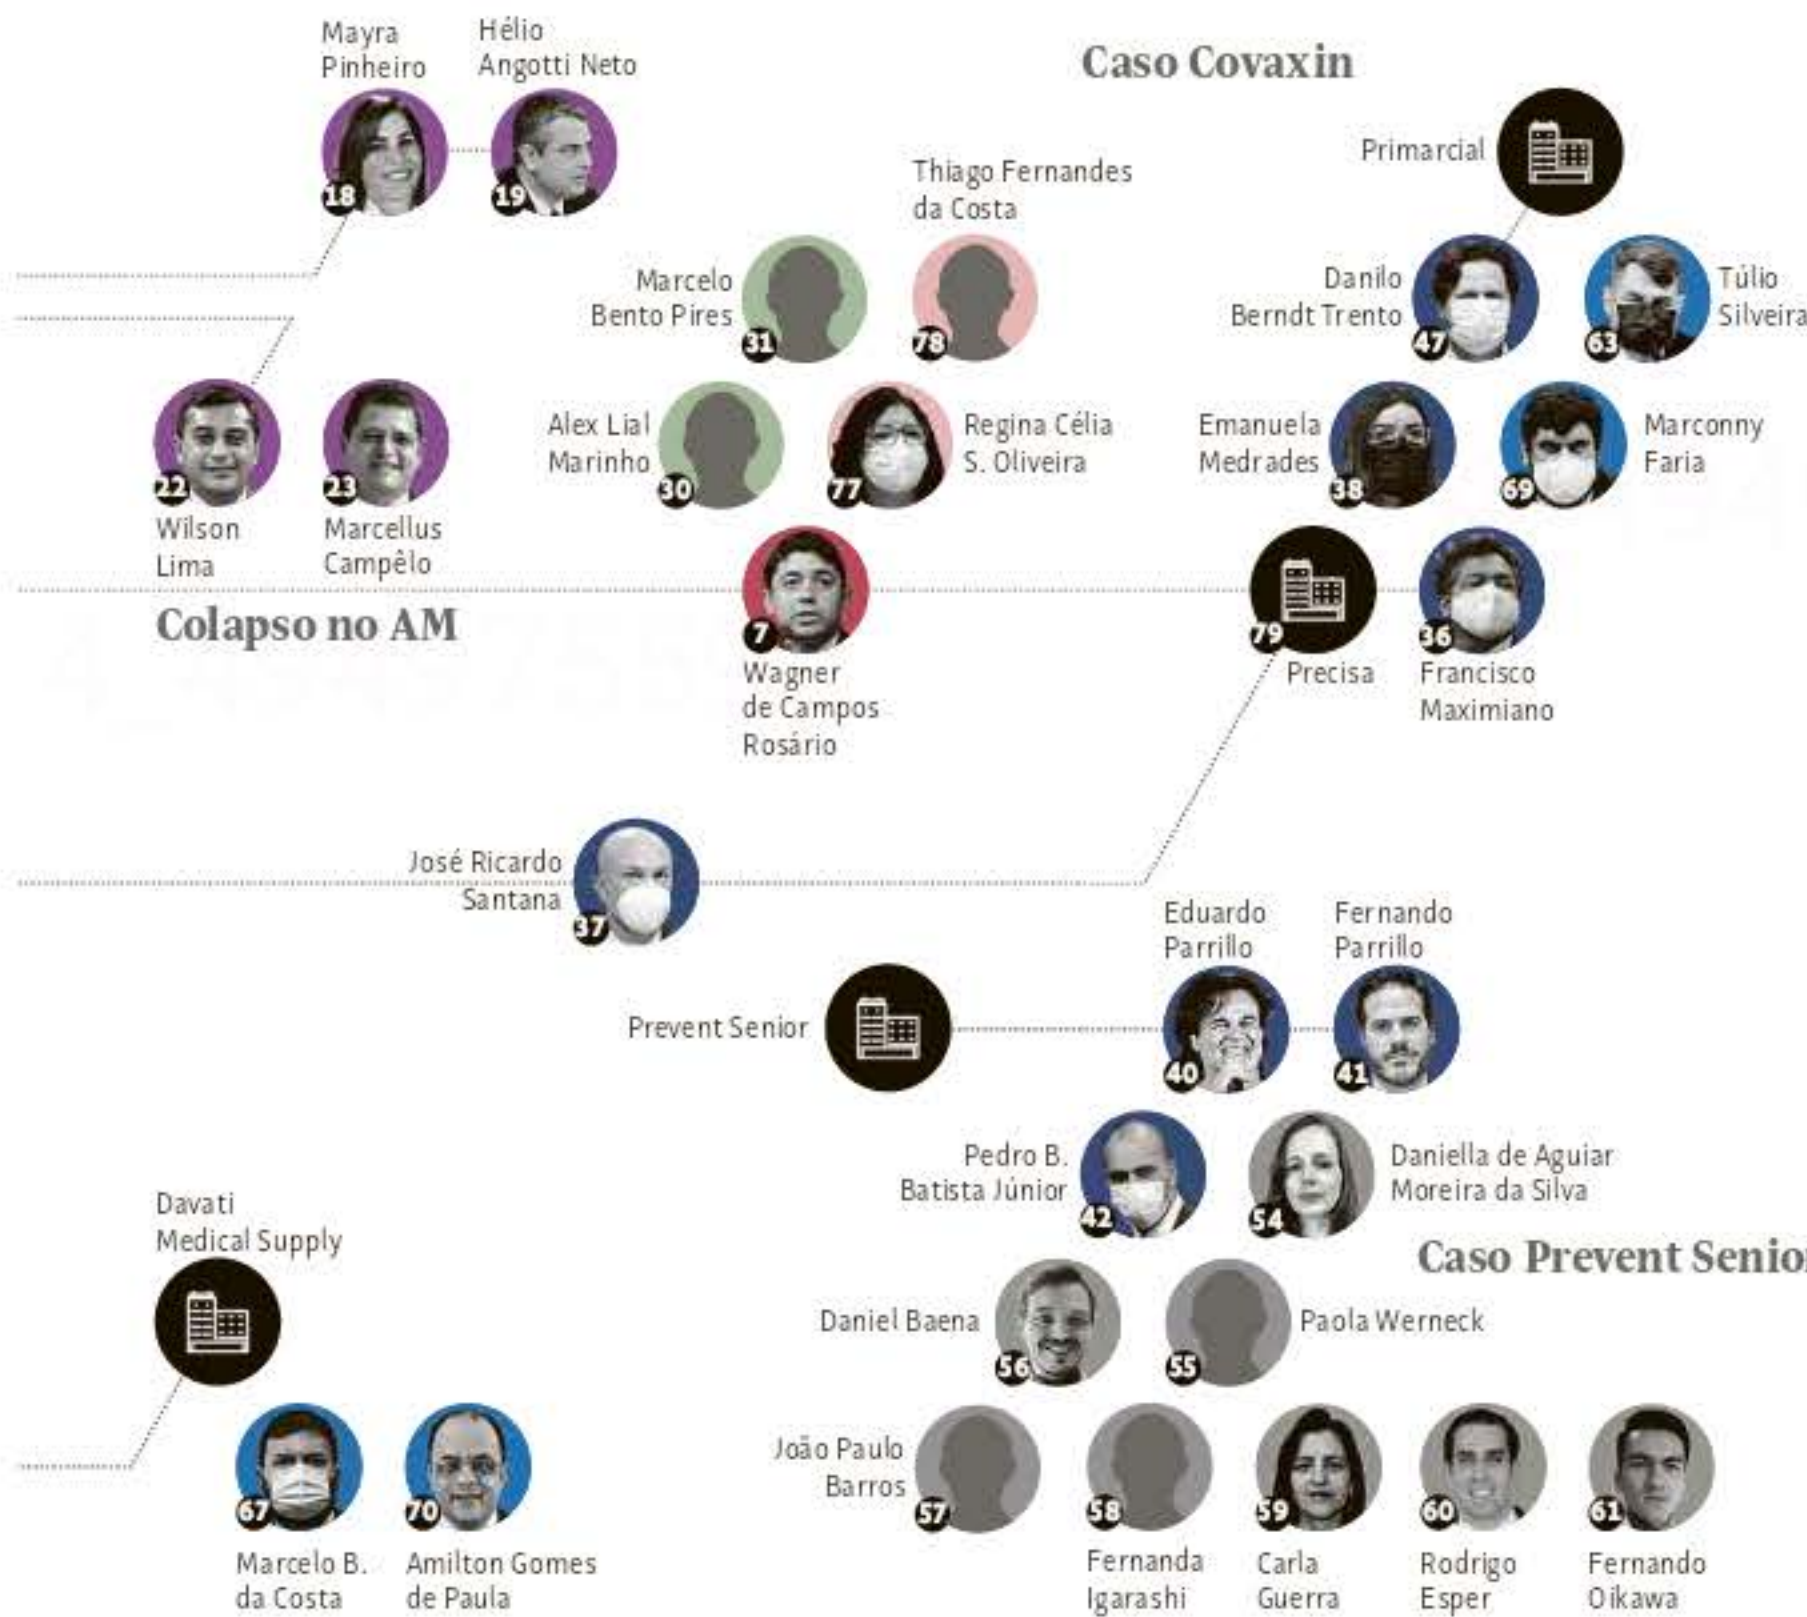 Mayra
Pinheiro
Hélio
Angotti Neto
18
19
Caso Covaxin
Primarcial
Thiago Fernandes
da Costa
Marcelo
Bento Pires
31
78
Danilo
Berndt Trento
47
63
Túlio
Silveira
22
Wilson
Lima
23
Marcellus
Campêlo
Colapso no AM
Alex Lial
Marinho
30
77
Regina Célia
S. Oliveira
Emanuela
Medrades
38
69
Marconny
Faria
7
Wagner
de Campos
Rosário
79
Precisa
36
Francisco
Maximiano
José Ricardo
Santana
37
Eduardo
Parrillo
Fernando
Parrillo
Prevent Senior
40
41
Pedro B.
Batista Júnior
42
54
Daniella de Aguiar
Moreira da Silva
Caso Prevent Senior
Davati
Medical Supply
Daniel Baena
56
55
Paola Werneck
67
Marcelo B.
da Costa
70
Amilton Gomes
de Paula
João Paulo
Barros
57
58
Fernanda
Igarashi
59
Carla
Guerra
60
Rodrigo
Esper
61
Fernando
Oikawa